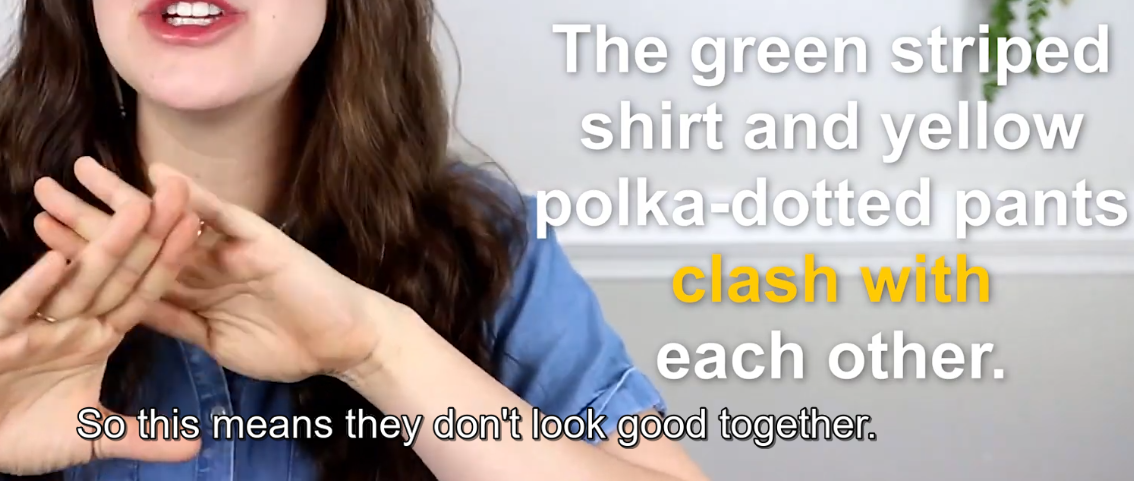 The green striped
shirt and yellow
polka-dotted pants
clash with
each other.
So this means they don't look good together.